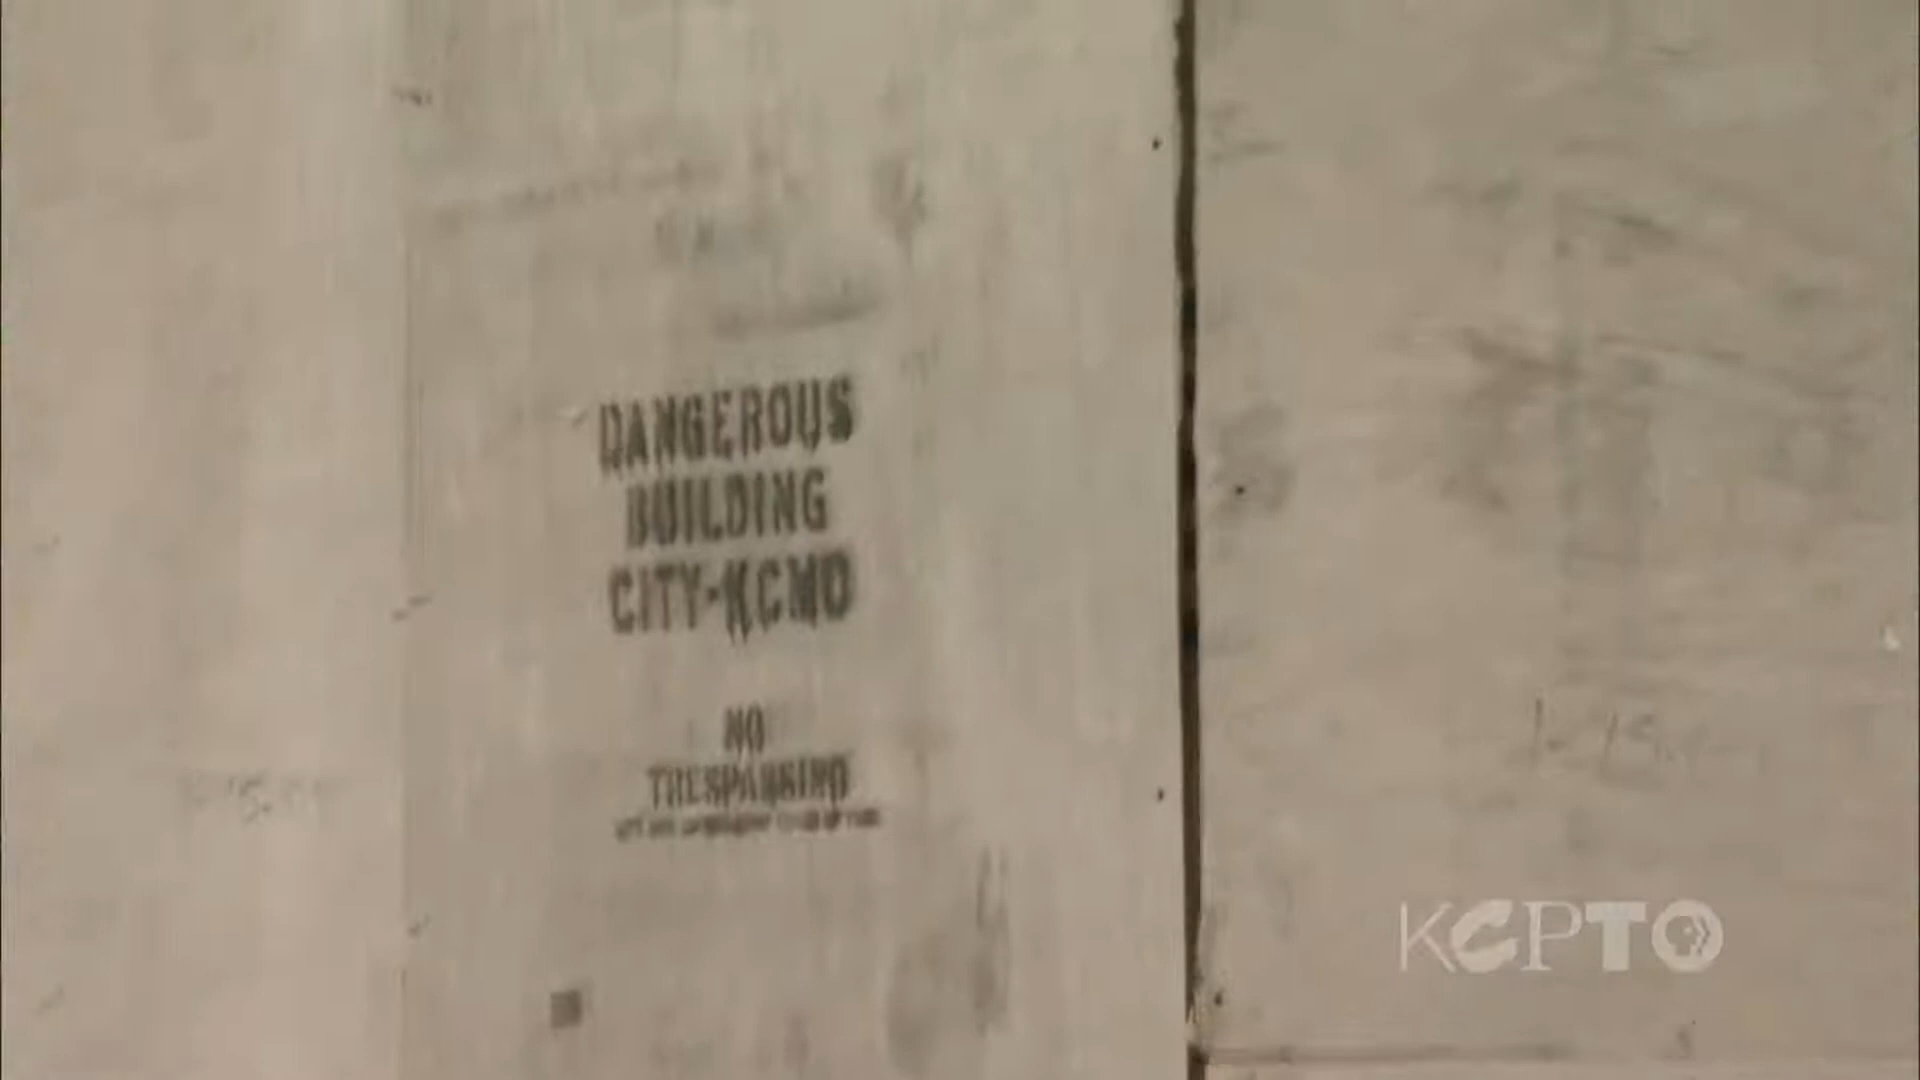 DANGEROUS
BUILDING
CITY-KCMO
NO
TRESPASSING
KCPT